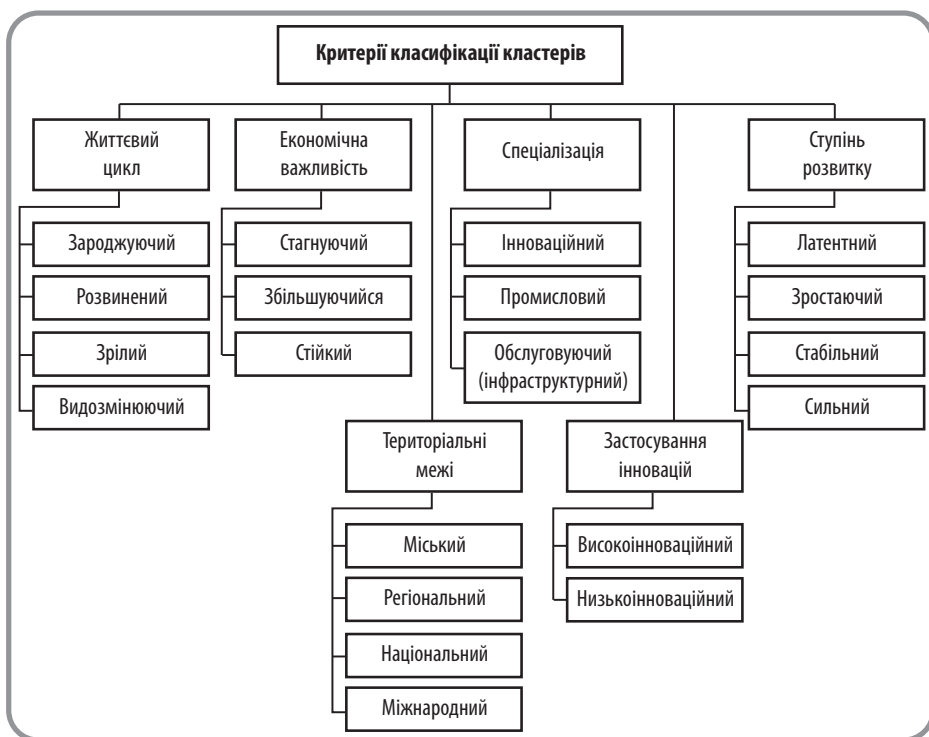 Критерії класифікації кластерів
Життєвий
цикл
Зароджуючий
Розвинений
Зрілий
Видозмінюючий
Економічна
важливість
Стагнуючий
Збільшуючийся
Стійкий
Спеціалізація
Інноваційний
Промисловий
Обслуговуючий
(інфраструктурний)
Ступінь
розвитку
Латентний
Зростаючий
Стабільний
Сильний
Територіальні
межі
Міський
Регіональний
Національний
Міжнародний
Застосування
інновацій
Високоінноваційний
Низькоінноваційний